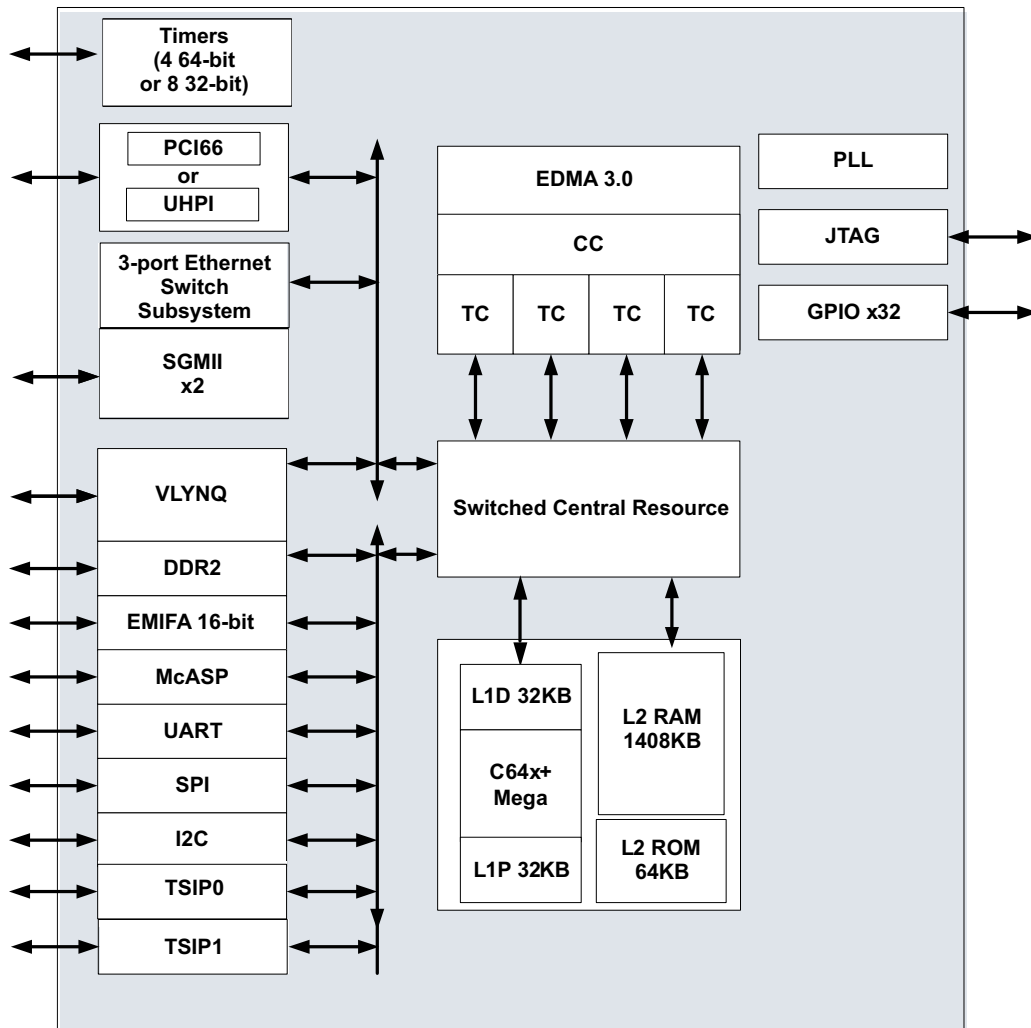 Timers
(4 64-bit
or 8 32-bit)
PCI66
or
UHPI
3-port Ethernet
Switch
Subsystem
SGMII
x2
VLYNQ
DDR2
EMIFA 16-bit
McASP
UART
SPI
I2C
TSIP0
TSIP1
EDMA 3.0
CC
TC TC TC TC
Switched Central Resource
L1D 32KB
C64x+
Mega
L1P 32KB
L2 RAM
1408KB
L2 ROM
64KB
PLL
JTAG
GPIO x32